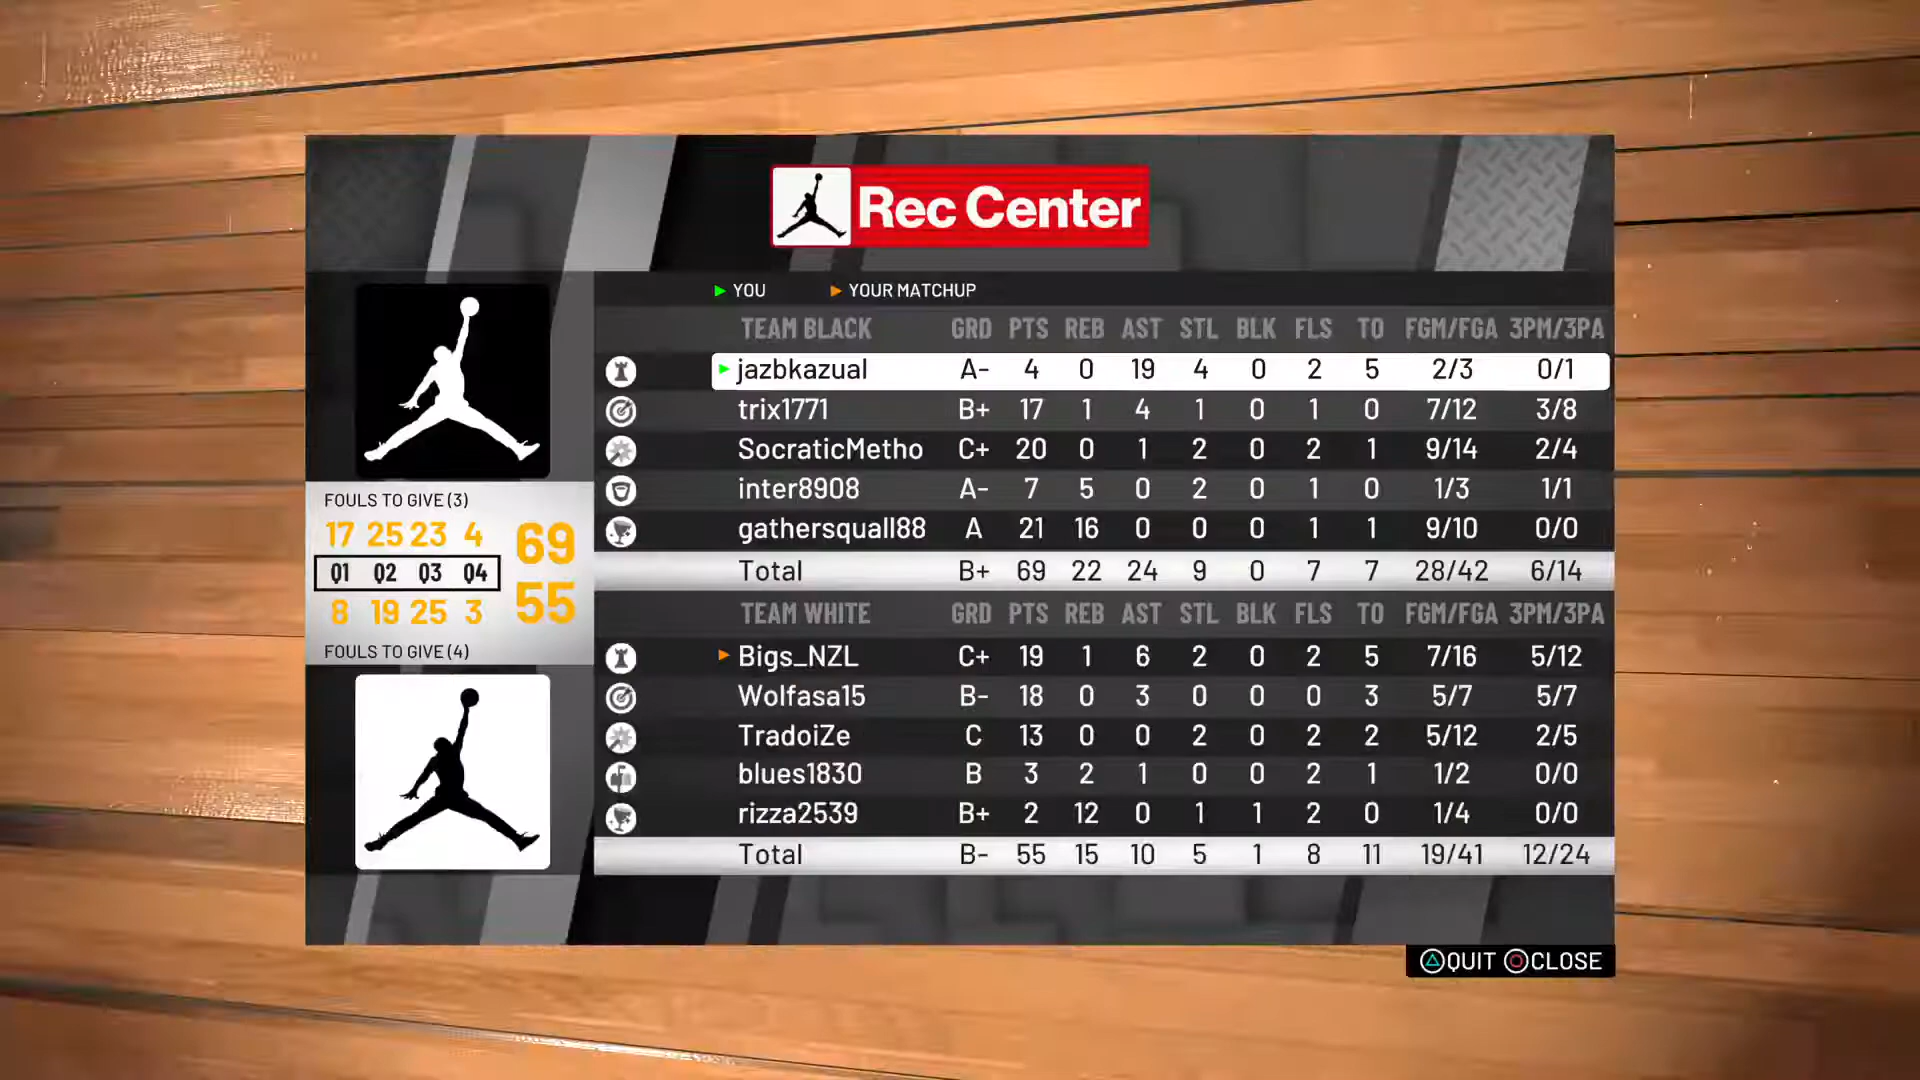 Rec Center
YOU YOUR MATCHUP
TEAM BLACK GRD PTS REB AST STL BLK FLS TO FGM/FGA 3PM/3PA
jazbkazual A- 4 0 19 4 0 2 5 2/3 0/1
trix1771 B+ 17 1 4 1 0 1 0 7/12 3/8
SocraticMetho C+ 20 0 1 2 0 2 1 9/14 2/4
inter8908 A- 7 5 0 2 0 1 0 1/3 1/1
gathersquall88 A 21 16 0 0 0 1 1 9/10 0/0
Total B+ 69 22 24 9 0 7 7 28/42 6/14
FOULS TO GIVE (3)
17 25 23 4 69
Q1 Q2 Q3 Q4
8 19 25 3 55
FOULS TO GIVE (4)
TEAM WHITE GRD PTS REB AST STL BLK FLS TO FGM/FGA 3PM/3PA
Bigs_NZL C+ 19 1 6 2 0 2 5 7/16 5/12
Wolfasa15 B- 18 0 3 0 0 0 3 5/7 5/7
TradoiZe C 13 0 0 2 0 2 2 5/12 2/5
blues1830 B 3 2 1 0 0 2 1 1/2 0/0
rizza2539 B+ 2 12 0 1 1 2 0 1/4 0/0
Total B- 55 15 10 5 1 8 11 19/41 12/24
QUIT CLOSE